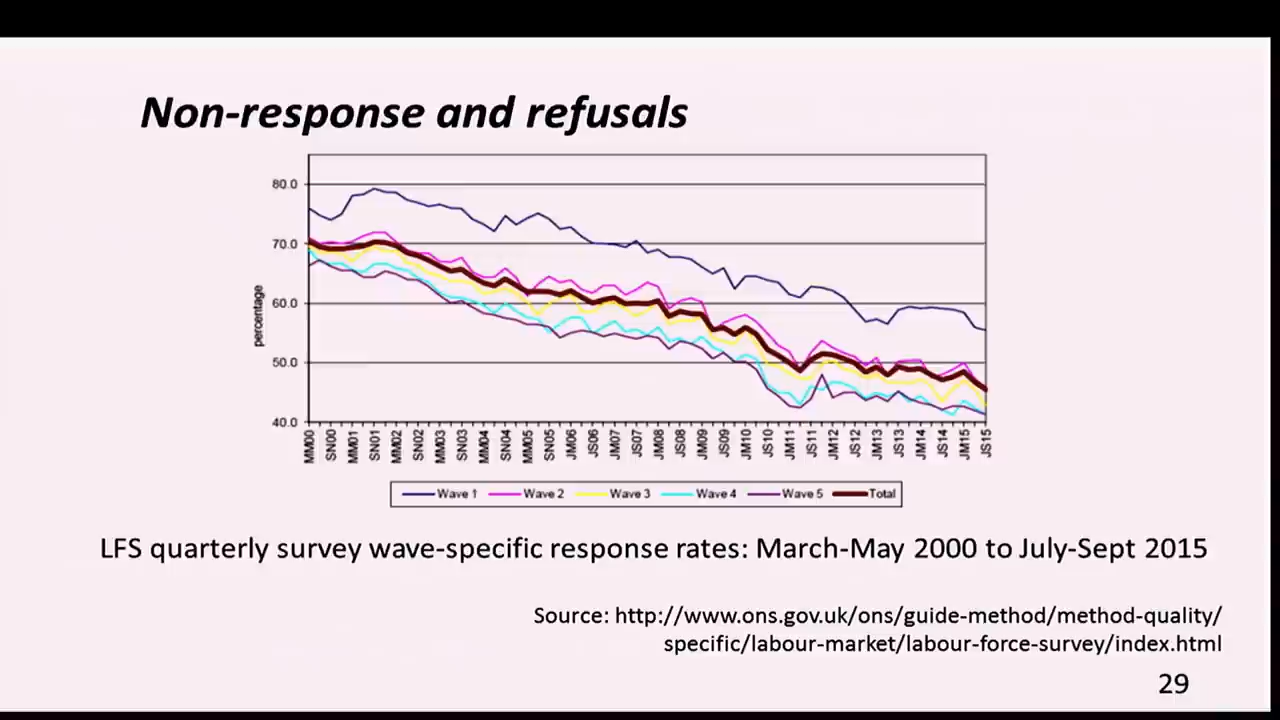 Non-response and refusals
80.0
70.0
60.0
50.0
40.0
percentage
MM00 SN00 MM01 SN01 MM02 SN02 MM03 SN03 MM04 SN04 MM05 SN05 JM06 JS06 JM07 JS07 JM08 JS08 JM09 JS09 JM10 JS10 JM11 JS11 JM12 JS12 JM13 JS13 JM14 JS14 JM15 JS15
Wave 1 Wave 2 Wave 3 Wave 4 Wave 5 Total
LFS quarterly survey wave-specific response rates: March-May 2000 to July-Sept 2015
Source: http://www.ons.gov.uk/ons/guide-method/method-quality/
specific/labour-market/labour-force-survey/index.html
29